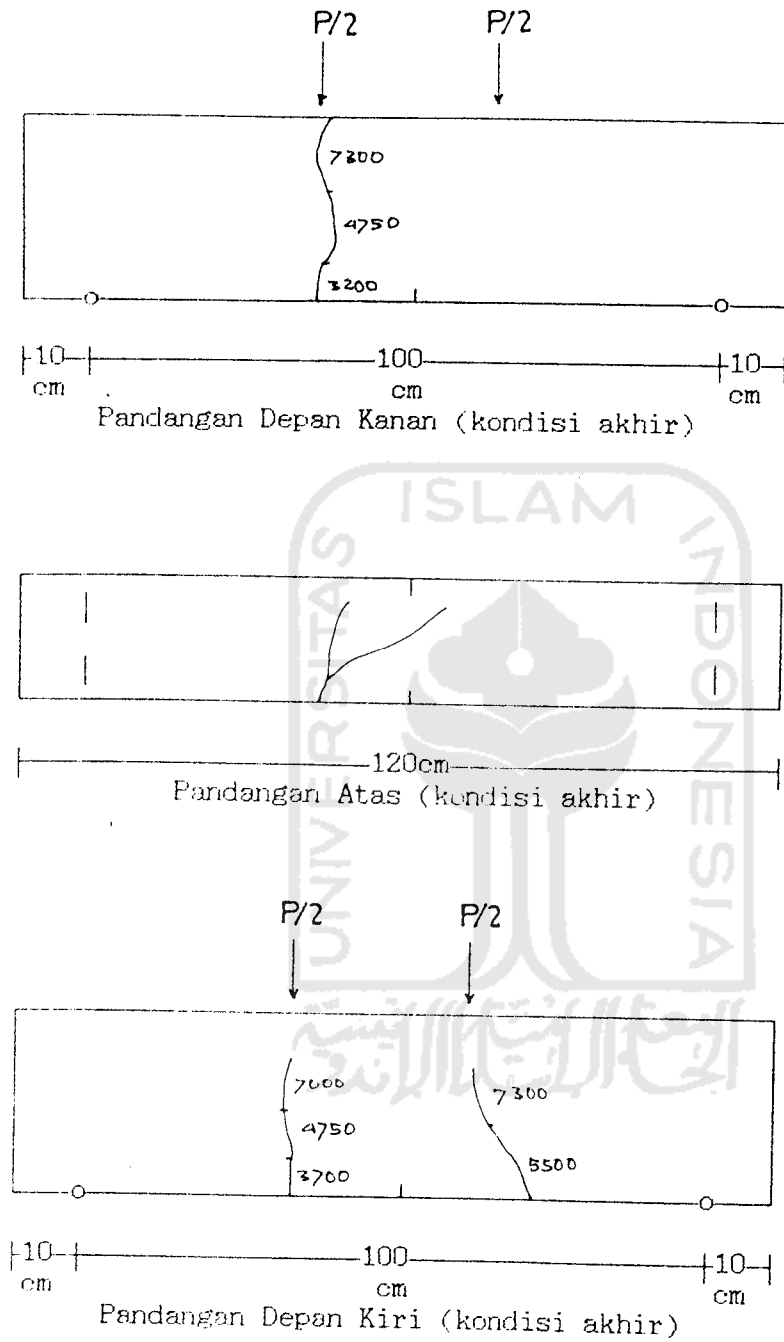 P/2 P/2
7300
4750
3200
10 100 10
cm cm cm
Pandangan Depan Kanan (kondisi akhir)
UNIVERSITAS ISLAM INDONESIA
120cm
Pandangan Atas (kondisi akhir)
P/2 P/2
7000 7300
4750
5500
3700
10 100 10
cm cm cm
Pandangan Depan Kiri (kondisi akhir)